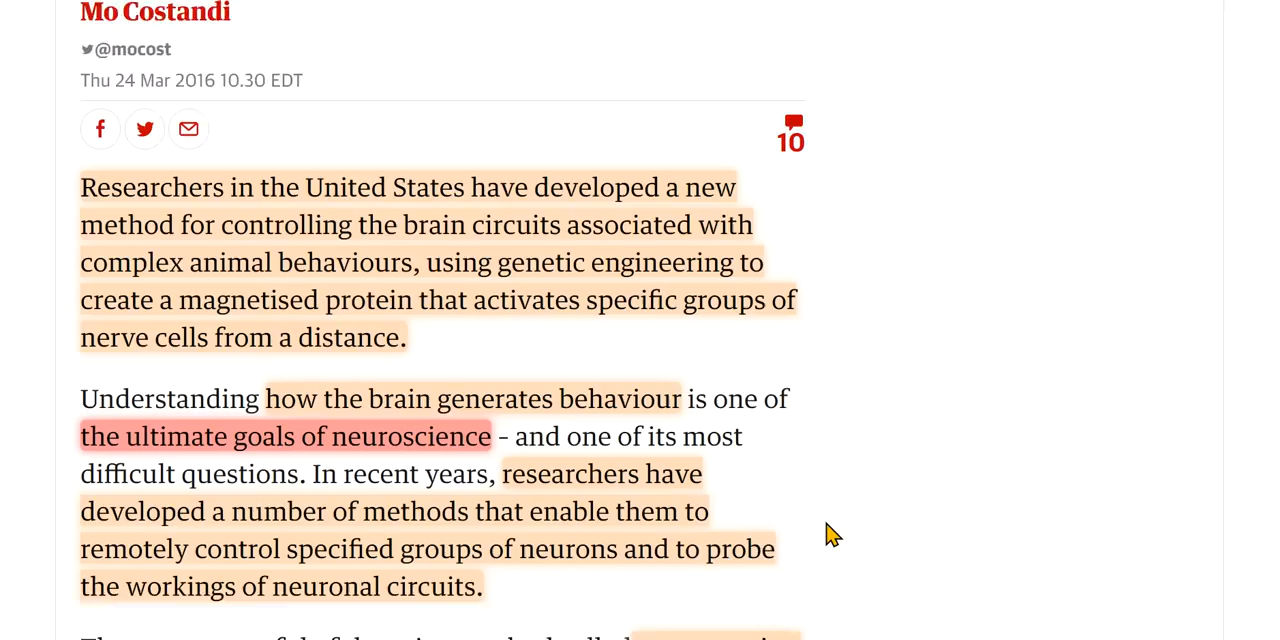 Mo Costandi
@mocost
Thu 24 Mar 2016 10.30 EDT
10
Researchers in the United States have developed a new
method for controlling the brain circuits associated with
complex animal behaviours, using genetic engineering to
create a magnetised protein that activates specific groups of
nerve cells from a distance.
Understanding how the brain generates behaviour is one of
the ultimate goals of neuroscience – and one of its most
difficult questions. In recent years, researchers have
developed a number of methods that enable them to
remotely control specified groups of neurons and to probe
the workings of neuronal circuits.